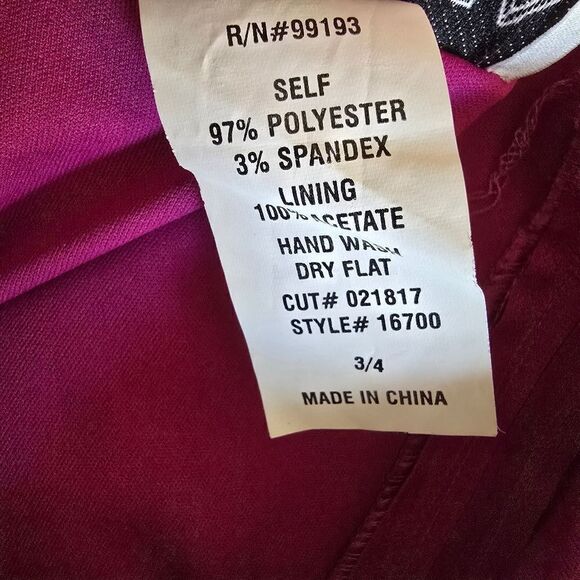 R/N#99193
SELF
97% POLYESTER
3% SPANDEX
LINING
100% ACETATE
HAND WASH
DRY FLAT
CUT# 021817
STYLE# 16700
3/4
MADE IN CHINA